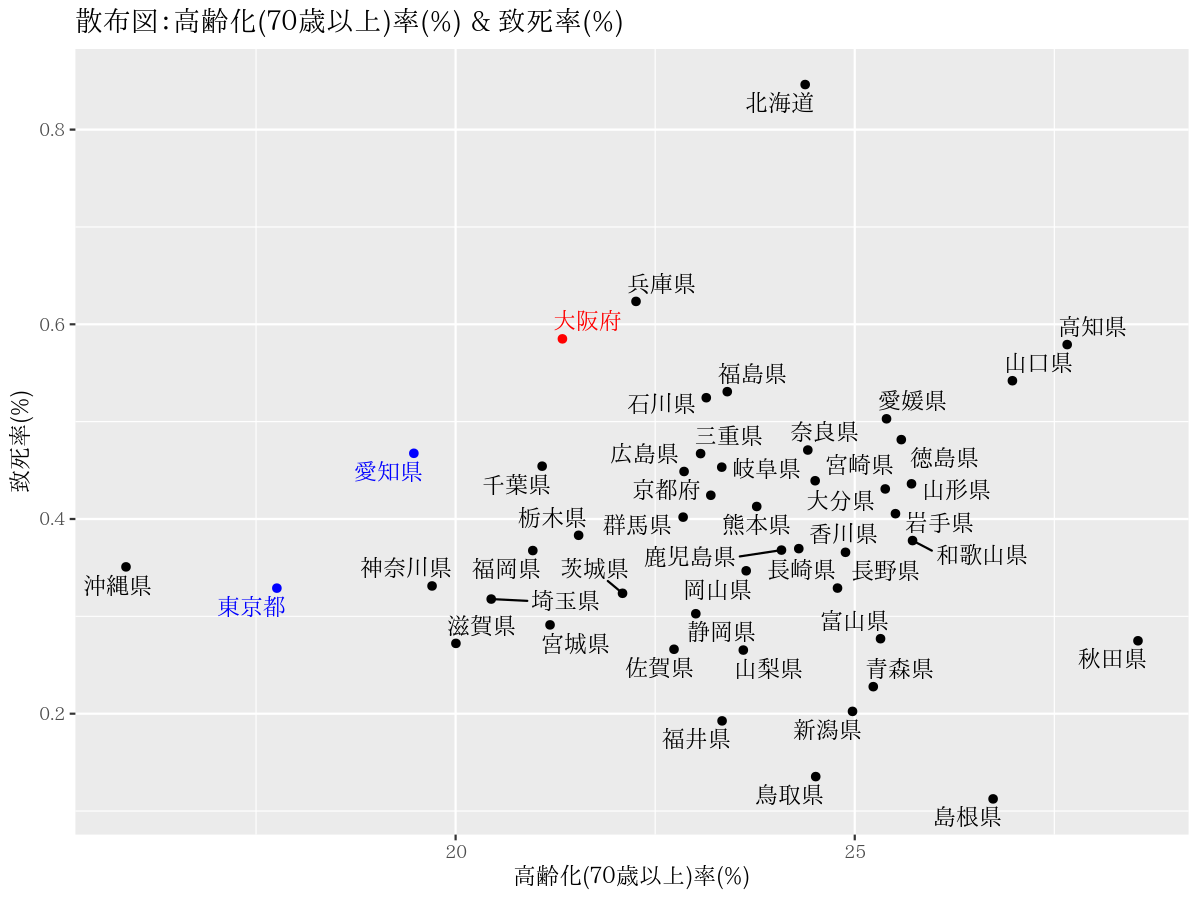 散布図:高齢化(70歳以上)率(%) & 致死率(%)
北海道
0.8
兵庫県
大阪府
0.6
高知県
山口県
福島県
石川県
愛媛県
三重県
奈良県
広島県
岐阜県
宮崎県
徳島県
愛知県
千葉県
京都府
大分県
山形県
0.4
栃木県
群馬県
熊本県
香川県
岩手県
鹿児島県
和歌山県
神奈川県
福岡県
茨城県
長崎県
長野県
沖縄県
岡山県
東京都
埼玉県
滋賀県
宮城県
静岡県
富山県
佐賀県
山梨県
青森県
秋田県
0.2
福井県
新潟県
鳥取県
島根県
20
25
高齢化(70歳以上)率(%)
致死率(%)